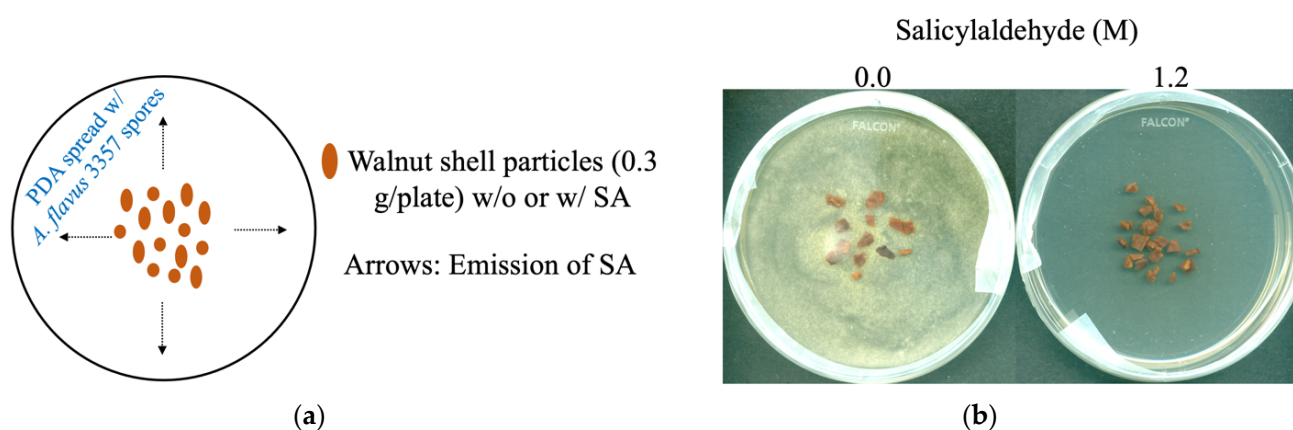 PDA spread w/
A. flavus 3357 spores
Walnut shell particles (0.3
g/plate) w/o or w/ SA
Arrows: Emission of SA
(a)
Salicylaldehyde (M)
0.0 1.2
FALCON® FALCON®
(b)